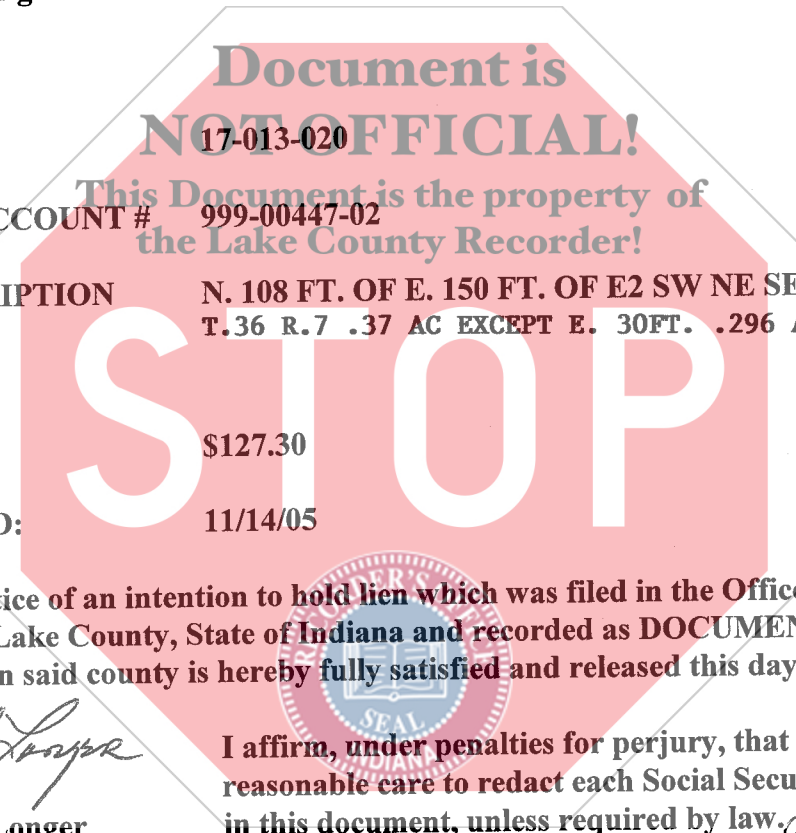 Document is
NOT OFFICIAL!
17-013-020
This Document is the property of
CCOUNT # 999-00447-02
the Lake County Recorder!
IPTION N. 108 FT. OF E. 150 FT. OF E2 SW NE SE
T.36 R.7 .37 AC EXCEPT E. 30FT. .296 A
STOP
$127.30
D: 11/14/05
tice of an intention to hold lien which was filed in the Office
Lake County, State of Indiana and recorded as DOCUMEN
n said county is hereby fully satisfied and released this day
SEAL
INDIANA
I affirm, under penalties for perjury, that
reasonable care to redact each Social Secu
onger in this document, unless required by law.